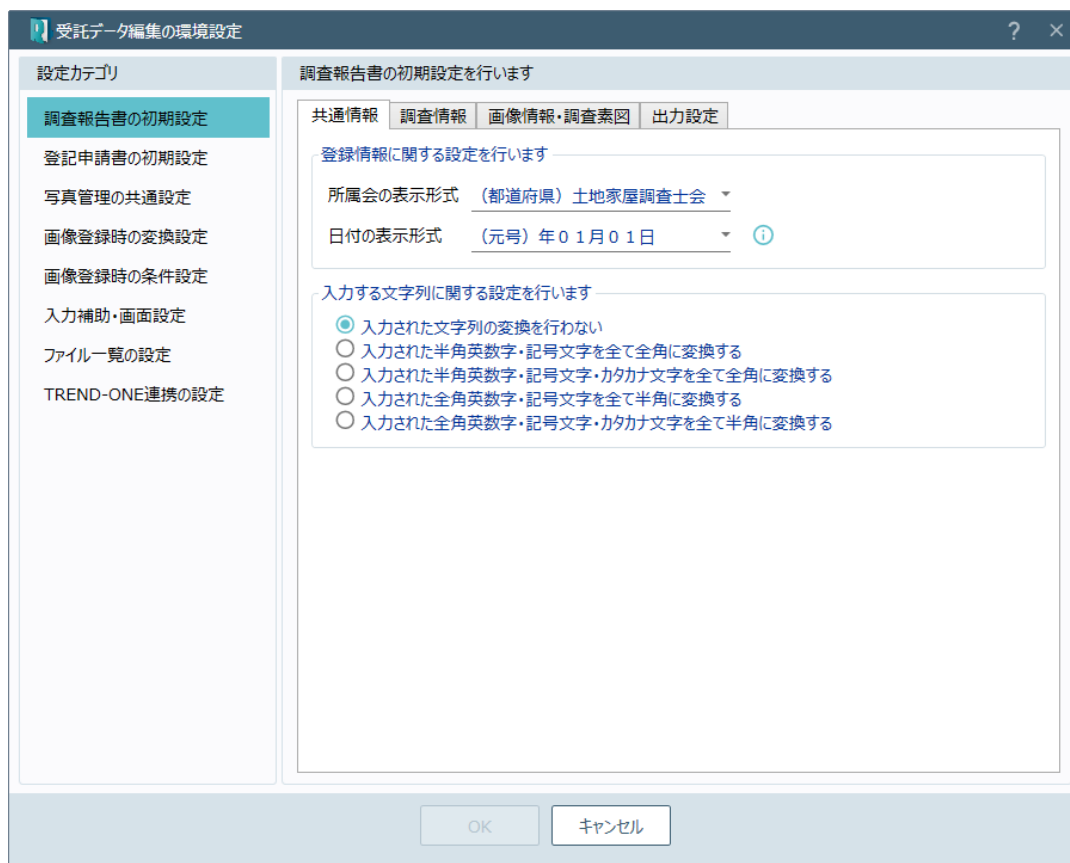 受託データ編集の環境設定
?
×
設定カテゴリ
調査報告書の初期設定
登記申請書の初期設定
写真管理の共通設定
画像登録時の変換設定
画像登録時の条件設定
入力補助・画面設定
ファイル一覧の設定
TREND-ONE連携の設定
調査報告書の初期設定を行います
共通情報 調査情報 画像情報・調査素図 出力設定
登録情報に関する設定を行います
所属会の表示形式 （都道府県）土地家屋調査士会
日付の表示形式 （元号）年０１月０１日
入力する文字列に関する設定を行います
入力された文字列の変換を行わない
入力された半角英数字・記号文字を全て全角に変換する
入力された半角英数字・記号文字・カタカナ文字を全て全角に変換する
入力された全角英数字・記号文字を全て半角に変換する
入力された全角英数字・記号文字・カタカナ文字を全て半角に変換する
OK キャンセル